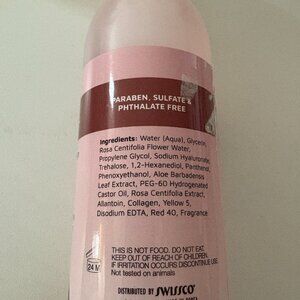 PARABEN, SULFATE &
PHTHALATE FREE
Ingredients: Water (Aqua), Glycerin,
Rosa Centifolia Flower Water,
Propylene Glycol, Sodium Hyaluronate,
Trehalose, 1,2-Hexanediol, Panthenol,
Phenoxyethanol, Aloe Barbadensis
Leaf Extract, PEG-60 Hydrogenated
Castor Oil, Rosa Centifolia Extract,
Allantoin, Collagen, Yellow 5,
Disodium EDTA, Red 40, Fragrance
THIS IS NOT FOOD. DO NOT EAT.
KEEP OUT OF REACH OF CHILDREN.
IF IRRITATION OCCURS DISCONTINUE USE.
Not tested on animals
24 M
DISTRIBUTED BY SWISSCO